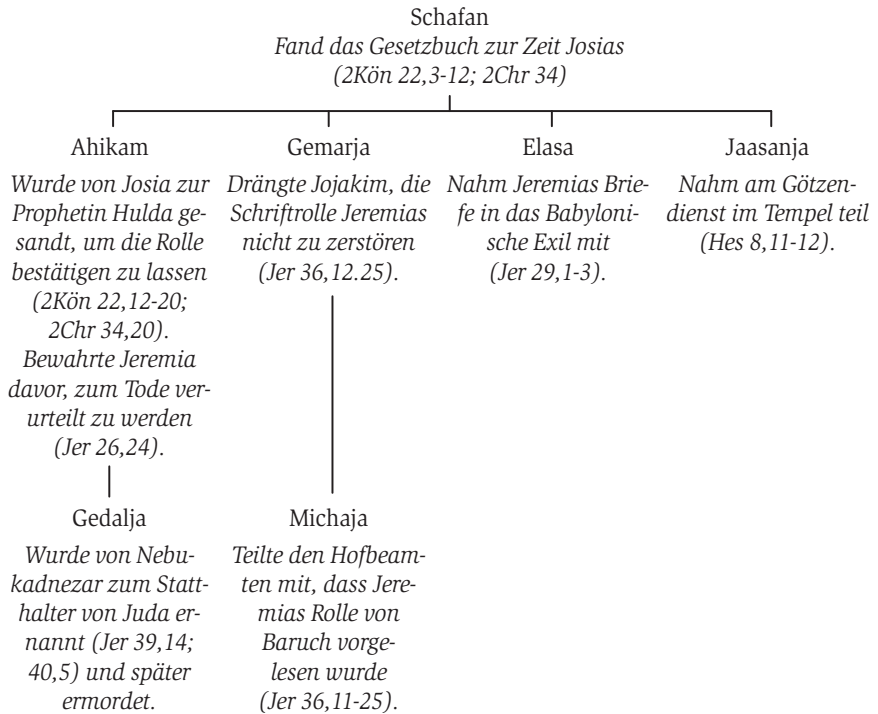 Schafan
Fand das Gesetzbuch zur Zeit Josias
(2Kön 22,3-12; 2Chr 34)
Ahikam
Wurde von Josia zur
Prophetin Hulda ge-
sandt, um die Rolle
bestätigen zu lassen
(2Kön 22,12-20;
2Chr 34,20).
Bewahrte Jeremia
davor, zum Tode ver-
urteilt zu werden
(Jer 26,24).
Gemarja
Drängte Jojakim, die
Schriftrolle Jeremias
nicht zu zerstören
(Jer 36,12.25).
Elasa
Nahm Jeremias Brie-
fe in das Babyloni-
sche Exil mit
(Jer 29,1-3).
Jaasanja
Nahm am Götzen-
dienst im Tempel teil
(Hes 8,11-12).
Gedalja
Wurde von Nebu-
kadnezar zum Statt-
halter von Juda er-
nannt (Jer 39,14;
40,5) und später
ermordet.
Michaja
Teilte den Hofbeam-
ten mit, dass Jere-
mias Rolle von
Baruch vorge-
lesen wurde
(Jer 36,11-25).